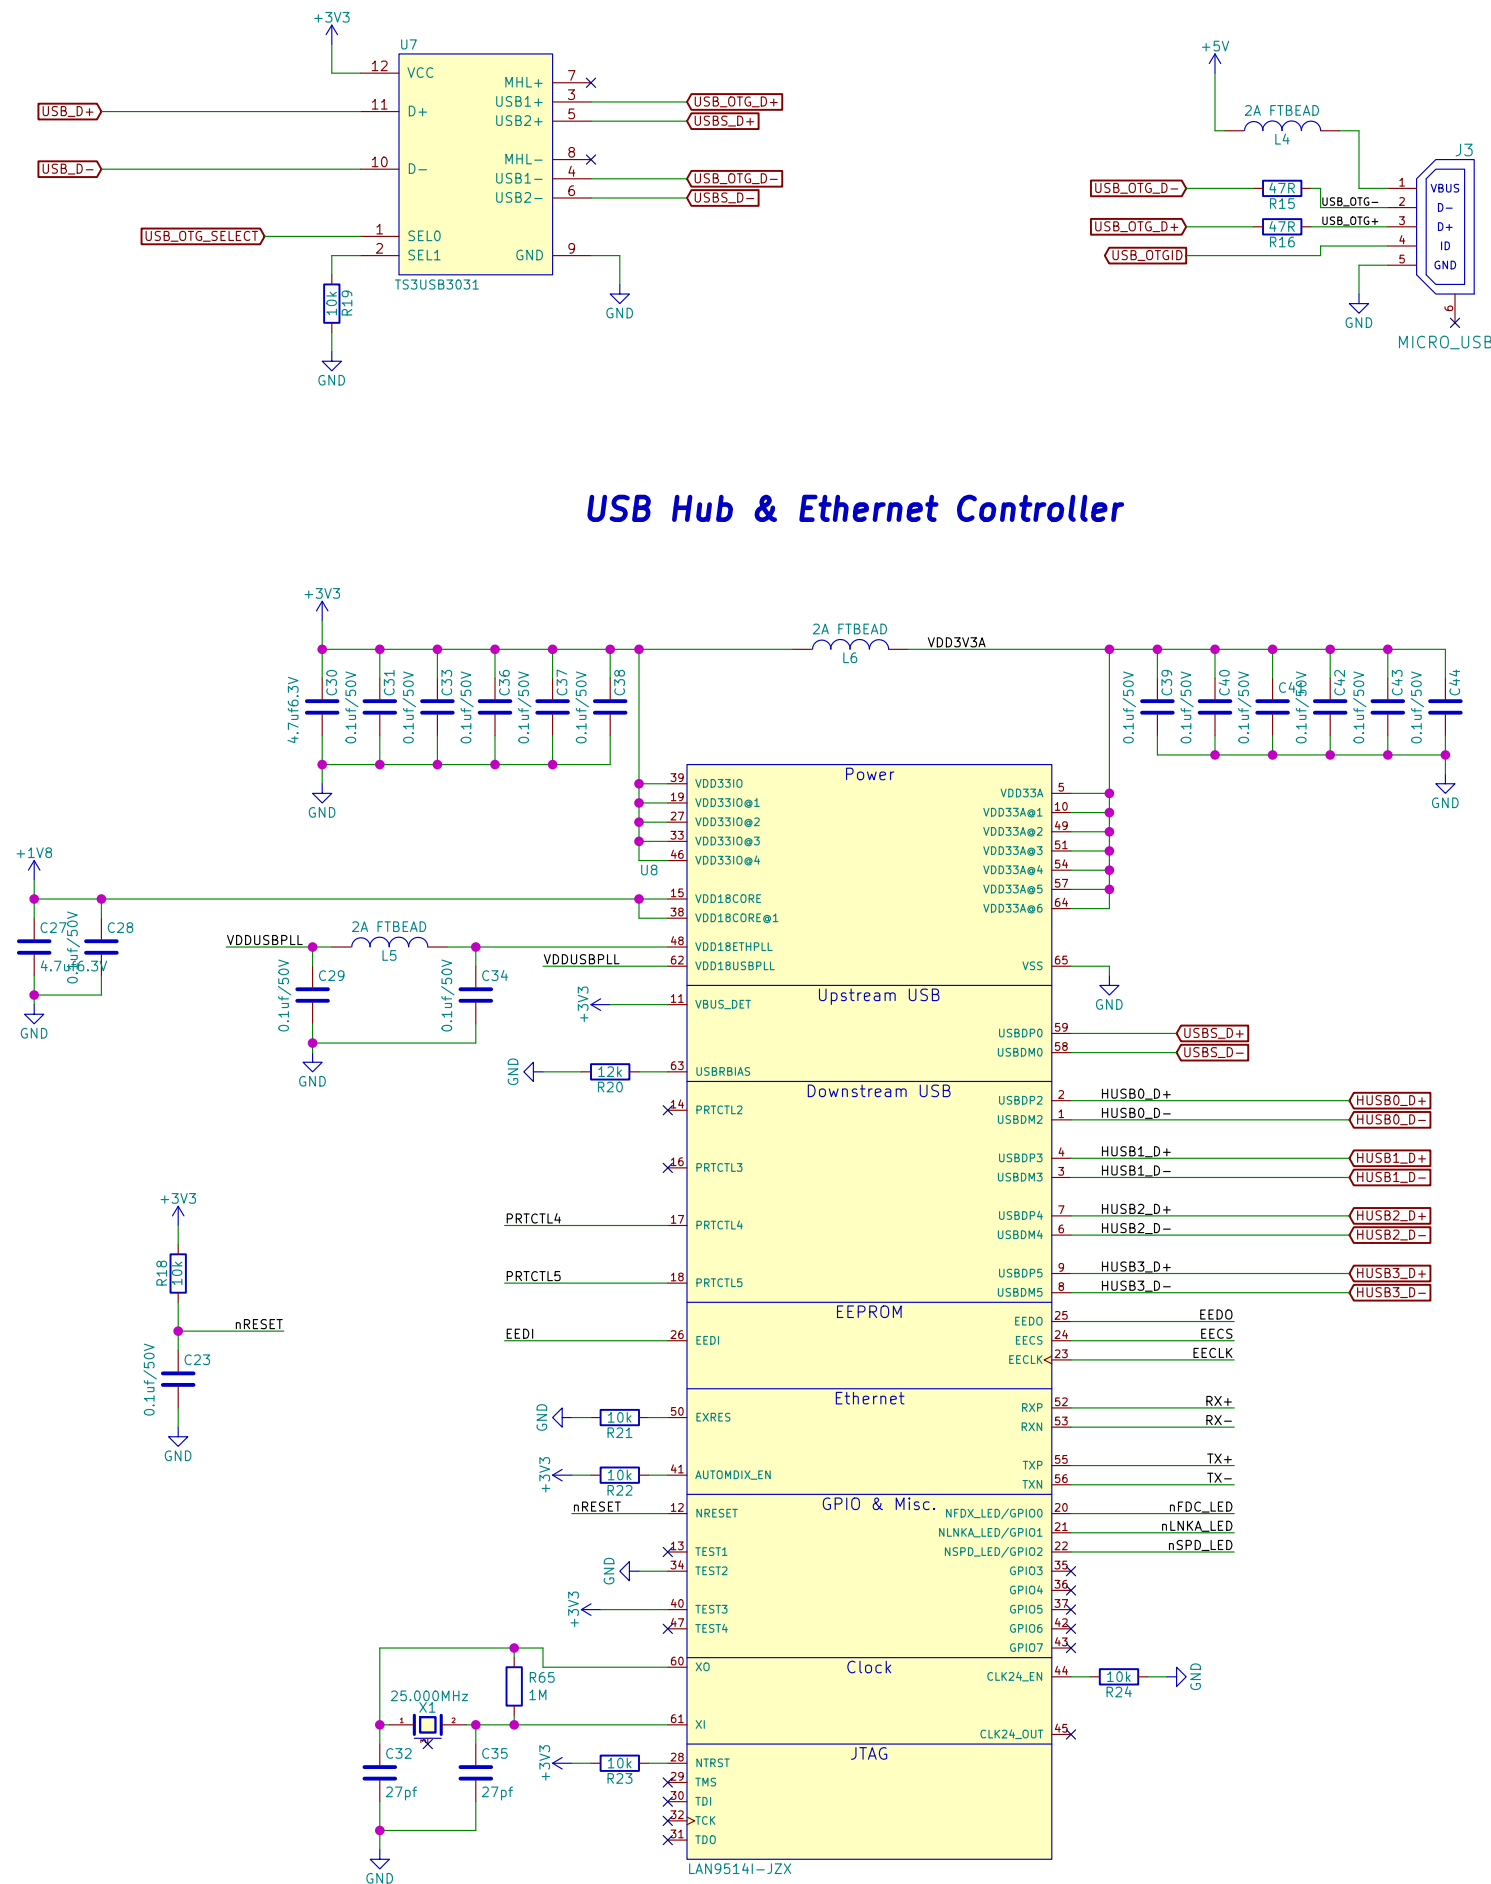 +3V3
U7
12 VCC
MHL+ 7
USB1+ 3 USB_OTG_D+
USB_D+ 11 D+
USB2+ 5 USBS_D+
MHL- 8
USB_D- 10 D-
USB1- 4 USB_OTG_D-
USB2- 6 USBS_D-
USB_OTG_SELECT 1 SEL0
2 SEL1
GND 9
TS3USB3031
10k R19
GND
GND
+5V
2A FTBEAD
L4
J3
USB_OTG_D- 47R 1 VBUS
R15 USB_OTG- 2 D-
USB_OTG_D+ 47R USB_OTG+ 3 D+
R16 4 ID
USB_OTGID
5 GND
6
GND
MICRO_USB
USB Hub & Ethernet Controller
+3V3
2A FTBEAD
L6
VDD3V3A
C30 4.7uf6.3V
C31 0.1uf/50V
C33 0.1uf/50V
C36 0.1uf/50V
C37 0.1uf/50V
C38 0.1uf/50V
C39 0.1uf/50V
C40 0.1uf/50V
C41 0.1uf/50V
C42 0.1uf/50V
C43 0.1uf/50V
C44 0.1uf/50V
GND
GND
Power
39 VDD33IO
VDD33A 5
19 VDD33IO@1
VDD33A@1 10
27 VDD33IO@2
VDD33A@2 49
33 VDD33IO@3
VDD33A@3 51
46 VDD33IO@4
U8
VDD33A@4 54
VDD33A@5 57
+1V8
15 VDD18CORE
VDD33A@6 64
38 VDD18CORE@1
C27 4.7uf6.3V
C28 0.1uf/50V
GND
VDDUSBPLL
2A FTBEAD
L5
48 VDD18ETHPLL
VDDUSBPLL 62 VDD18USBPLL
VSS 65
GND
C29 0.1uf/50V
C34 0.1uf/50V
GND
Upstream USB
+3V3 11 VBUS_DET
USBDP0 59 USBS_D+
USBDM0 58 USBS_D-
GND 12k 63 USBRBIAS
R20
Downstream USB
14 PRTCTL2
USBDP2 2 HUSB0_D+ HUSB0_D+
USBDM2 1 HUSB0_D- HUSB0_D-
16 PRTCTL3
USBDP3 4 HUSB1_D+ HUSB1_D+
USBDM3 3 HUSB1_D- HUSB1_D-
PRTCTL4 17 PRTCTL4
USBDP4 7 HUSB2_D+ HUSB2_D+
USBDM4 6 HUSB2_D- HUSB2_D-
PRTCTL5 18 PRTCTL5
USBDP5 9 HUSB3_D+ HUSB3_D+
USBDM5 8 HUSB3_D- HUSB3_D-
+3V3
R18 10k
nRESET
C23
0.1uf/50V
GND
EEPROM
EEDO 25 EEDO
EEDI 26 EEDI
EECS 24 EECS
EECLK 23 EECLK
Ethernet
RXP 52 RX+
GND 10k 50 EXRES
R21
RXN 53 RX-
TXP 55 TX+
+3V3 10k 41 AUTOMDIX_EN
R22
TXN 56 TX-
GPIO & Misc.
nRESET 12 NRESET
NFDX_LED/GPIO0 20 nFDC_LED
NLNKA_LED/GPIO1 21 nLNKA_LED
13 TEST1
NSPD_LED/GPIO2 22 nSPD_LED
GND 34 TEST2
GPIO3 35
GPIO4 36
+3V3 40 TEST3
GPIO5 37
47 TEST4
GPIO6 42
GPIO7 43
Clock
60 XO
R65
1M
CLK24_EN 44 10k GND
R24
25.000MHz
X1
1 2
61 XI
CLK24_OUT 45
C32
27pf
C35
27pf
GND
JTAG
+3V3 10k 28 NTRST
R23
29 TMS
30 TDI
32 TCK
31 TDO
LAN9514I-JZX